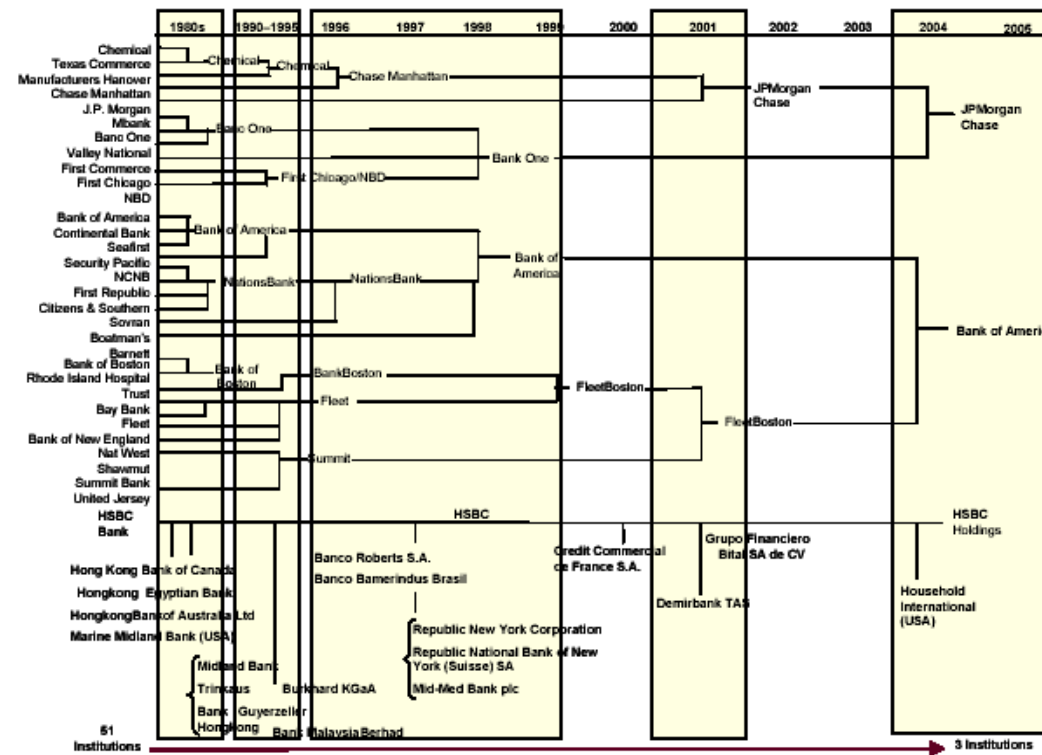 1980s 1990–1995 1996 1997 1998 1999 2000 2001 2002 2003 2004 2005
Chemical
Texas Commerce
Manufacturers Hanover
Chase Manhattan
J.P. Morgan
Mbank
Banc One
Valley National
First Commerce
First Chicago
NBD
Chemical
Chemical
Chase Manhattan
JPMorgan
Chase
JPMorgan
Chase
Banc One
Bank One
First Chicago/NBD
Bank of America
Continental Bank
Seafirst
Security Pacific
NCNB
First Republic
Citizens & Southern
Sovran
Boatman's
Barnett
Bank of America
NationsBank
NationsBank
Bank of
America
Bank of Americ
Bank of Boston
Rhode Island Hospital
Trust
Bay Bank
Fleet
Bank of New England
Nat West
Shawmut
Summit Bank
United Jersey
Bank of
Boston
BankBoston
Fleet
Summit
FleetBoston
FleetBoston
HSBC
Bank
HSBC
HSBC
Holdings
Hong Kong Bank of Canada
Hongkong Egyptian Bank
HongkongBankof Australia Ltd
Marine Midland Bank (USA)
Midland Bank
Trinkaus
Burkhard KGaA
Bank Guyerzeller
Hongkong
Bank MalaysiaBerhad
Banco Roberts S.A.
Banco Bamerindus Brasil
Republic New York Corporation
Republic National Bank of New
York (Suisse) SA
Mid-Med Bank plc
Credit Commercial
de France S.A.
Demirbank TAS
Grupo Financiero
Bital SA de CV
Household
International
(USA)
51
Institutions
3 Institutions